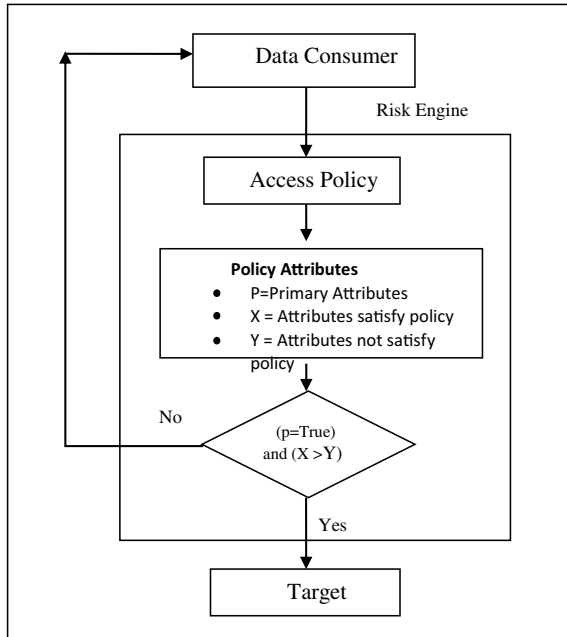 Data Consumer
Risk Engine
Access Policy
Policy Attributes
● P=Primary Attributes
● X = Attributes satisfy policy
● Y = Attributes not satisfy
policy
No
(p=True)
and (X >Y)
Yes
Target